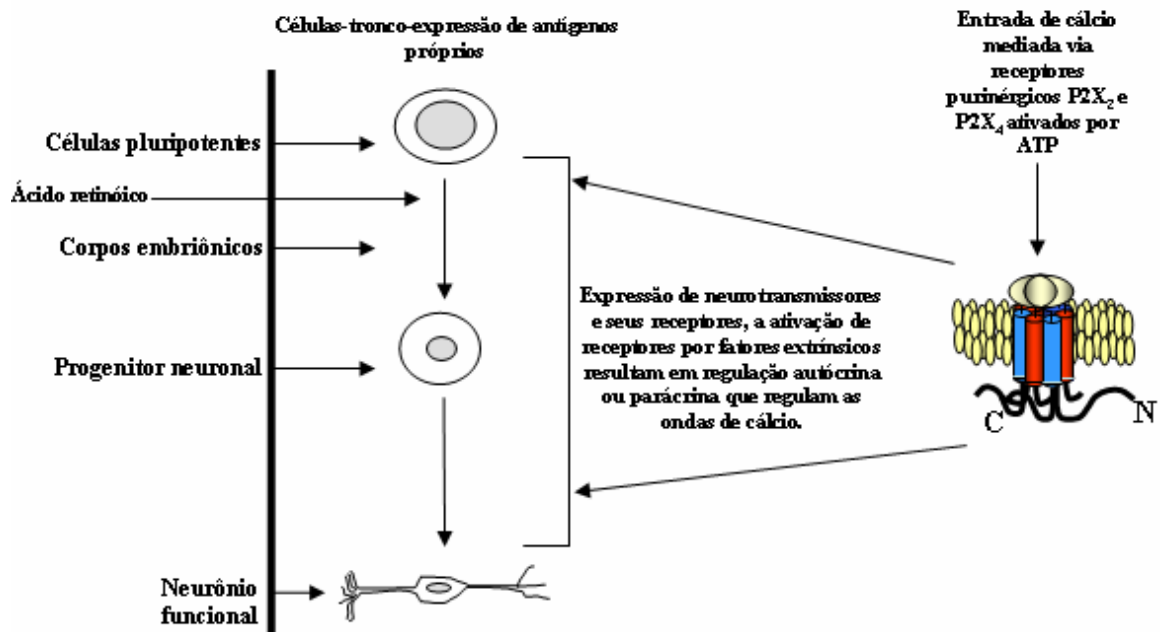 Células-tronco-expressão de antígenos
próprios
Entrada de cálcio
mediada via
receptores
purinérgicos P2X₂ e
P2X₄ ativados por
ATP
Células pluripotentes
Ácido retinóico
Corpos embriônicos
Expressão de neurotransmissores
e seus receptores, a ativação de
receptores por fatores extrínsicos
resultam em regulação autócrina
ou parácrina que regulam as
ondas de cálcio.
Progenitor neuronal
C
N
Neurônio
funcional